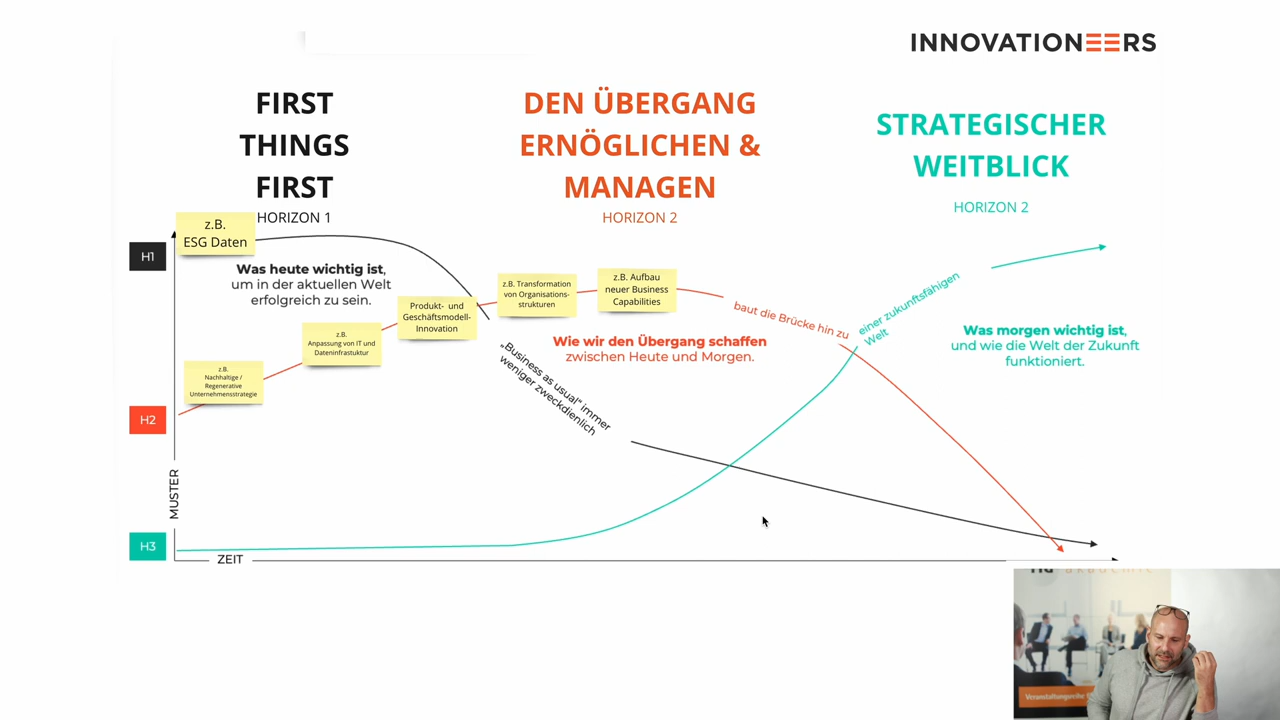 INNOVATIONEERS
FIRST
THINGS
FIRST
HORIZON 1
DEN ÜBERGANG
ERNÖGLICHEN &
MANAGEN
HORIZON 2
STRATEGISCHER
WEITBLICK
HORIZON 2
H1
z.B.
ESG Daten
Was heute wichtig ist,
um in der aktuellen Welt
erfolgreich zu sein.
z.B.
Nachhaltige /
Regenerative
Unternehmensstrategie
z.B.
Anpassung von IT und
Dateninfrastuktur
Produkt- und
Geschäftsmodell-
Innovation
z.B. Transformation
von Organisations-
strukturen
z.B. Aufbau
neuer Business
Capabilities
baut die Brücke hin zu
einer zukunftsfähigen
Welt
Wie wir den Übergang schaffen
zwischen Heute und Morgen.
Was morgen wichtig ist,
und wie die Welt der Zukunft
funktioniert.
„Business as usual“ immer
weniger zweckdienlich
H2
MUSTER
H3
ZEIT
akademie
Veranstaltungsreihe